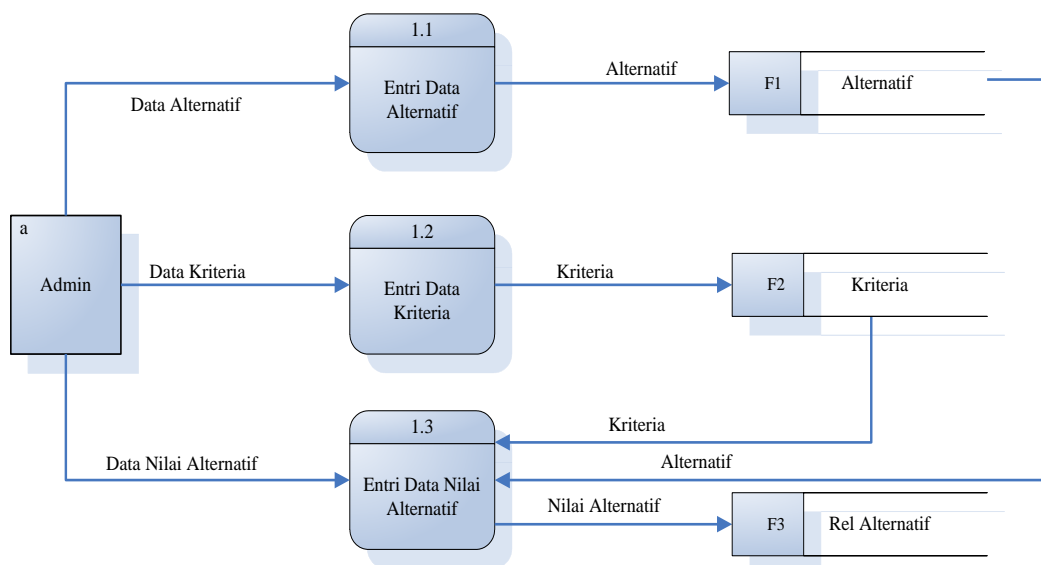 1.1
Entri Data
Alternatif
Data Alternatif
Alternatif
F1
Alternatif
a
Admin
Data Kriteria
1.2
Entri Data
Kriteria
Kriteria
F2
Kriteria
Data Nilai Alternatif
1.3
Entri Data Nilai
Alternatif
Kriteria
Alternatif
Nilai Alternatif
F3
Rel Alternatif